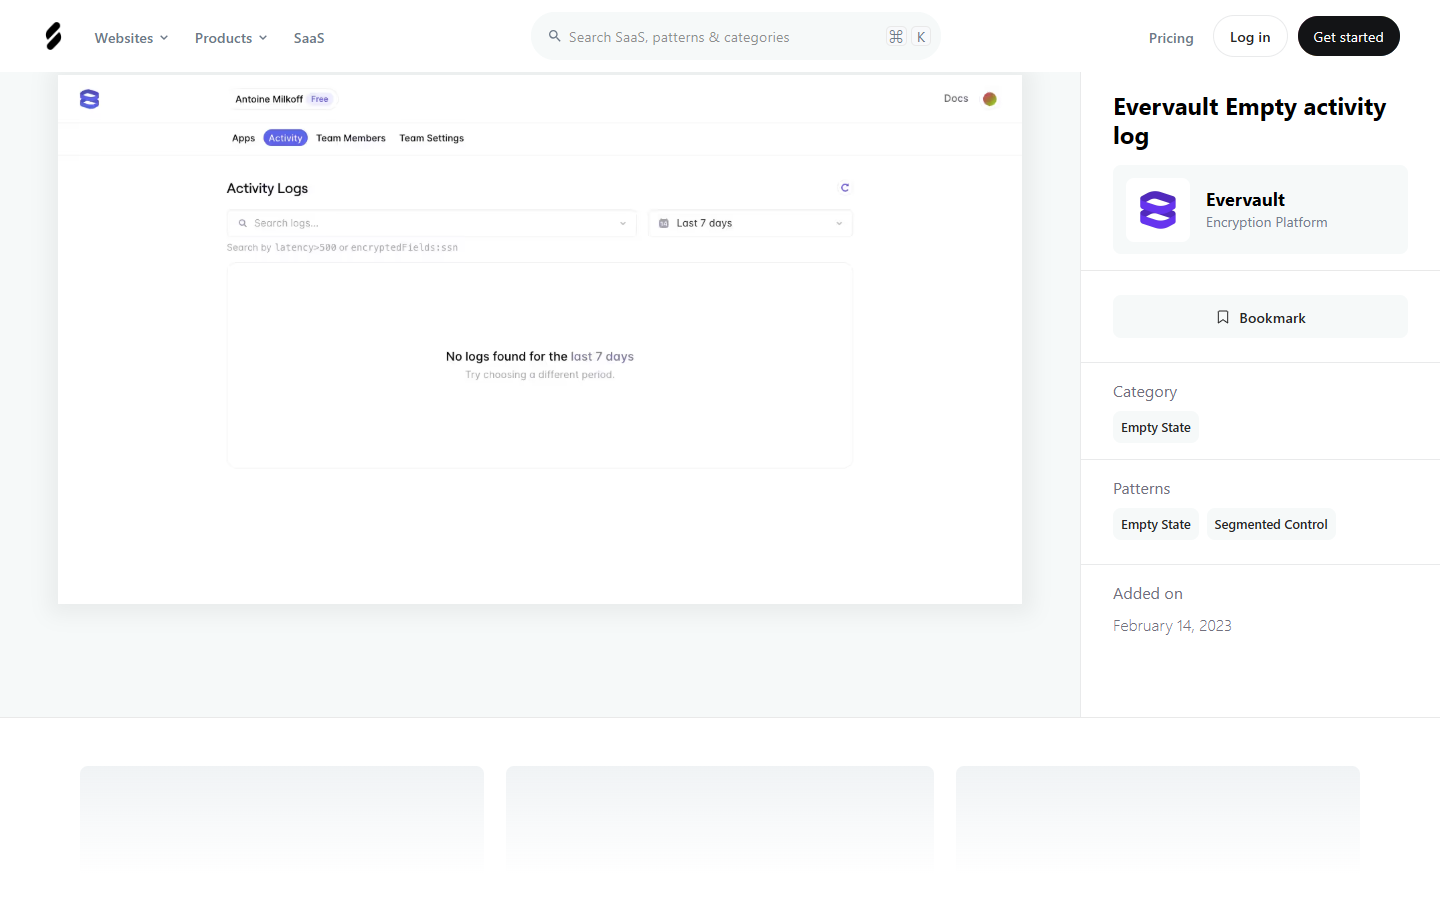 Websites Products SaaS Search SaaS, patterns & categories ⌘ K Pricing Log in Get started
Antoine Milkoff Free Docs
Apps Activity Team Members Team Settings
Activity Logs
Search logs... Last 7 days
Search by latency>500 or encryptedFields:ssn
No logs found for the last 7 days
Try choosing a different period.
Evervault Empty activity
log
Evervault
Encryption Platform
Bookmark
Category
Empty State
Patterns
Empty State Segmented Control
Added on
February 14, 2023